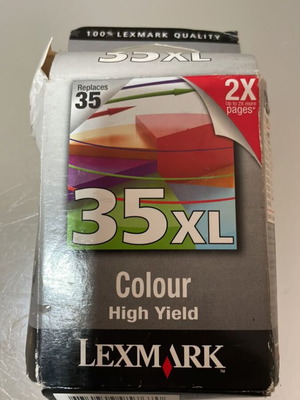 100% LEXMARK QUALITY
35XL
Replaces
35
2X
Up to 2X more
pages*
35XL
Colour
High Yield
LEXMARK